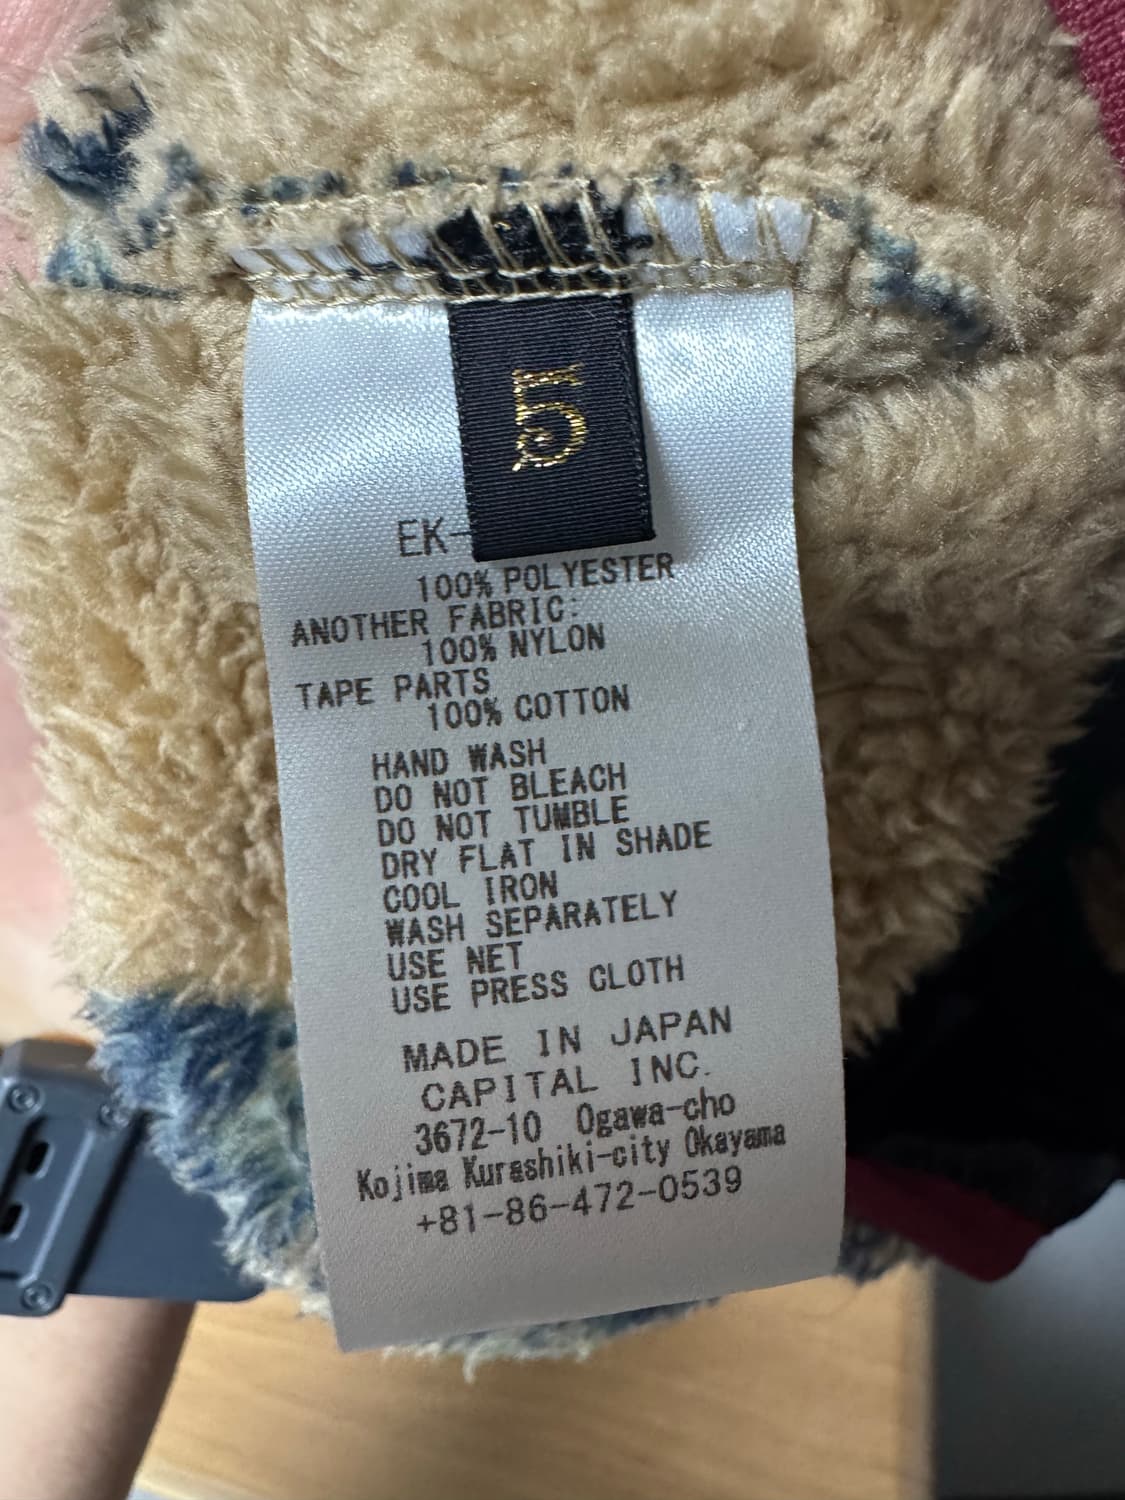 5
EK-
100% POLYESTER
ANOTHER FABRIC:
100% NYLON
TAPE PARTS
100% COTTON
HAND WASH
DO NOT BLEACH
DO NOT TUMBLE
DRY FLAT IN SHADE
COOL IRON
WASH SEPARATELY
USE NET
USE PRESS CLOTH
MADE IN JAPAN
CAPITAL INC.
3672-10 Ogawa-cho
Kojima Kurashiki-city Okayama
+81-86-472-0539